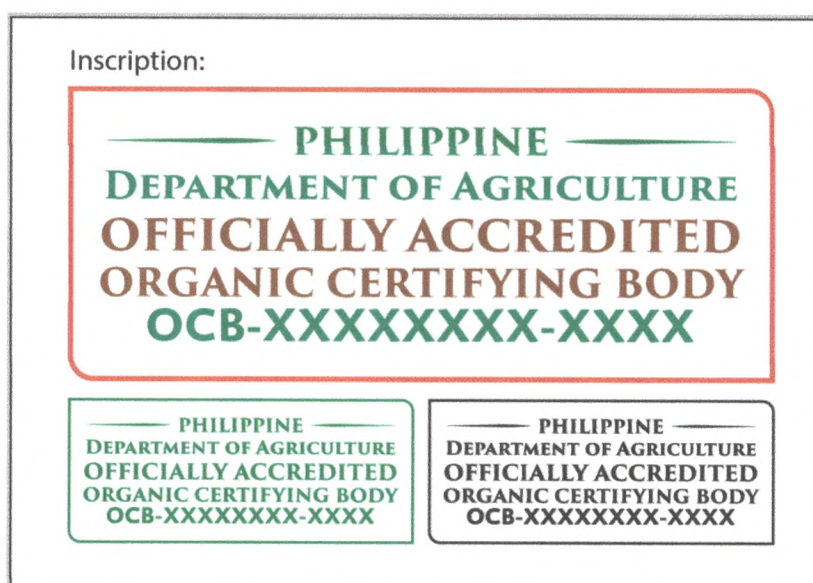 Inscription:
PHILIPPINE
DEPARTMENT OF AGRICULTURE
OFFICIALLY ACCREDITED
ORGANIC CERTIFYING BODY
OCB-XXXXXXXX-XXXX
PHILIPPINE
DEPARTMENT OF AGRICULTURE
OFFICIALLY ACCREDITED
ORGANIC CERTIFYING BODY
OCB-XXXXXXXX-XXXX
PHILIPPINE
DEPARTMENT OF AGRICULTURE
OFFICIALLY ACCREDITED
ORGANIC CERTIFYING BODY
OCB-XXXXXXXX-XXXX